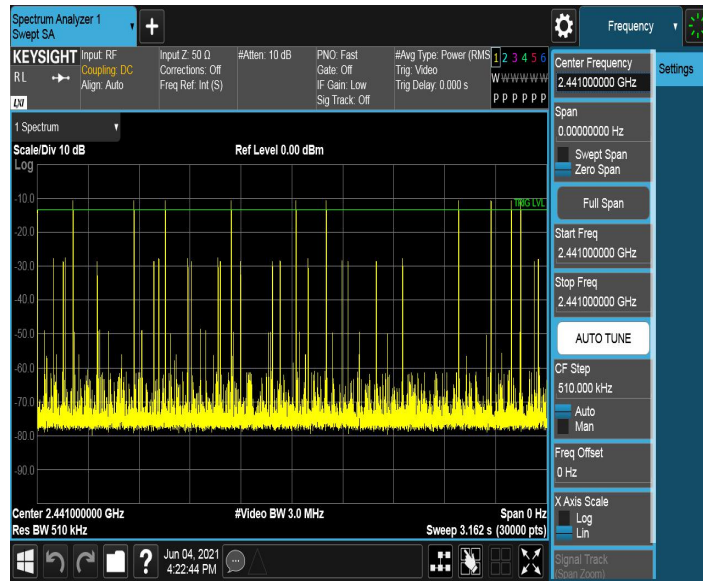 Spectrum Analyzer 1
Swept SA
Frequency
KEYSIGHT
RL
LXI
Input: RF
Coupling: DC
Align: Auto
Input Z: 50 Ω
Corrections: Off
Freq Ref: Int (S)
#Atten: 10 dB
PNO: Fast
Gate: Off
IF Gain: Low
Sig Track: Off
#Avg Type: Power (RMS
Trig: Video
Trig Delay: 0.000 s
1 2 3 4 5 6
W W W W W W
P P P P P P
Center Frequency
2.441000000 GHz
Settings
Span
0.00000000 Hz
Swept Span
Zero Span
Full Span
Start Freq
2.441000000 GHz
Stop Freq
2.441000000 GHz
AUTO TUNE
CF Step
510.000 kHz
Auto
Man
Freq Offset
0 Hz
X Axis Scale
Log
Lin
Signal Track
(Span Zoom)
1 Spectrum
Scale/Div 10 dB
Ref Level 0.00 dBm
Log
TRIG LVL
-10.0
-20.0
-30.0
-40.0
-50.0
-60.0
-70.0
-80.0
-90.0
Center 2.441000000 GHz
#Video BW 3.0 MHz
Span 0 Hz
Res BW 510 kHz
Sweep 3.162 s (30000 pts)
?
Jun 04, 2021
4:22:44 PM